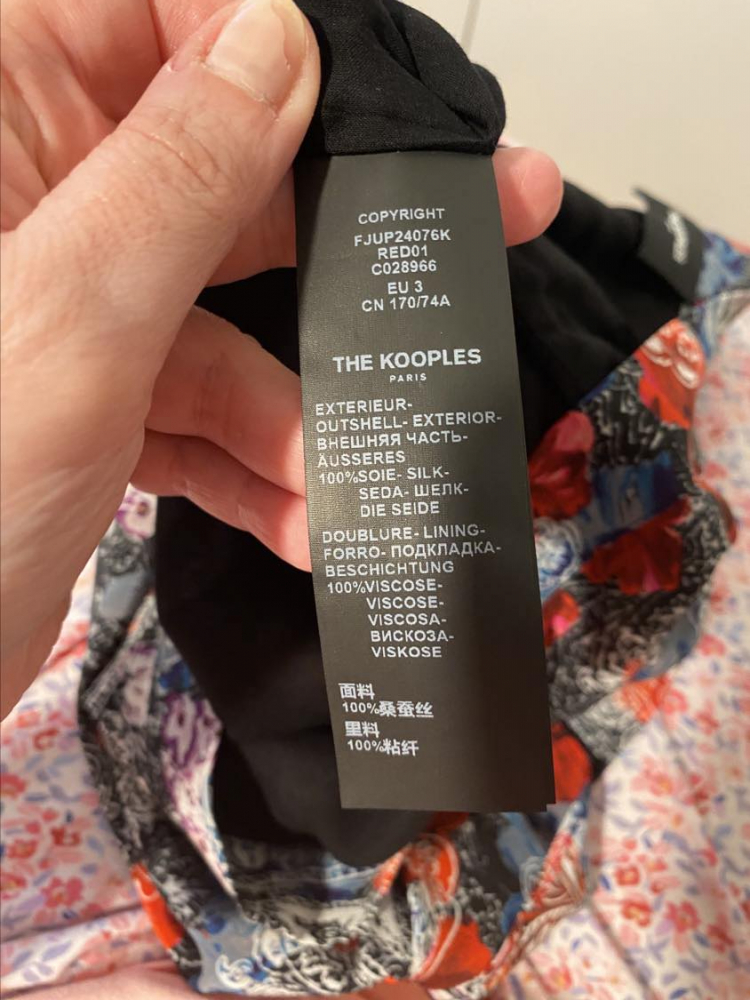 COPYRIGHT
FJUP24076K
RED01
C028966
EU 3
CN 170/74A
THE KOOPLES
PARIS
EXTERIEUR-
OUTSHELL- EXTERIOR-
ВНЕШНЯЯ ЧАСТЬ-
ÄUSSERES
100%SOIE- SILK-
SEDA- ШЕЛК-
DIE SEIDE
DOUBLURE- LINING-
FORRO- ПОДКЛАДКА-
BESCHICHTUNG
100%VISCOSE-
VISCOSE-
VISCOSA-
ВИСКОЗА-
VISKOSE
面料
100%桑蚕丝
里料
100%粘纤